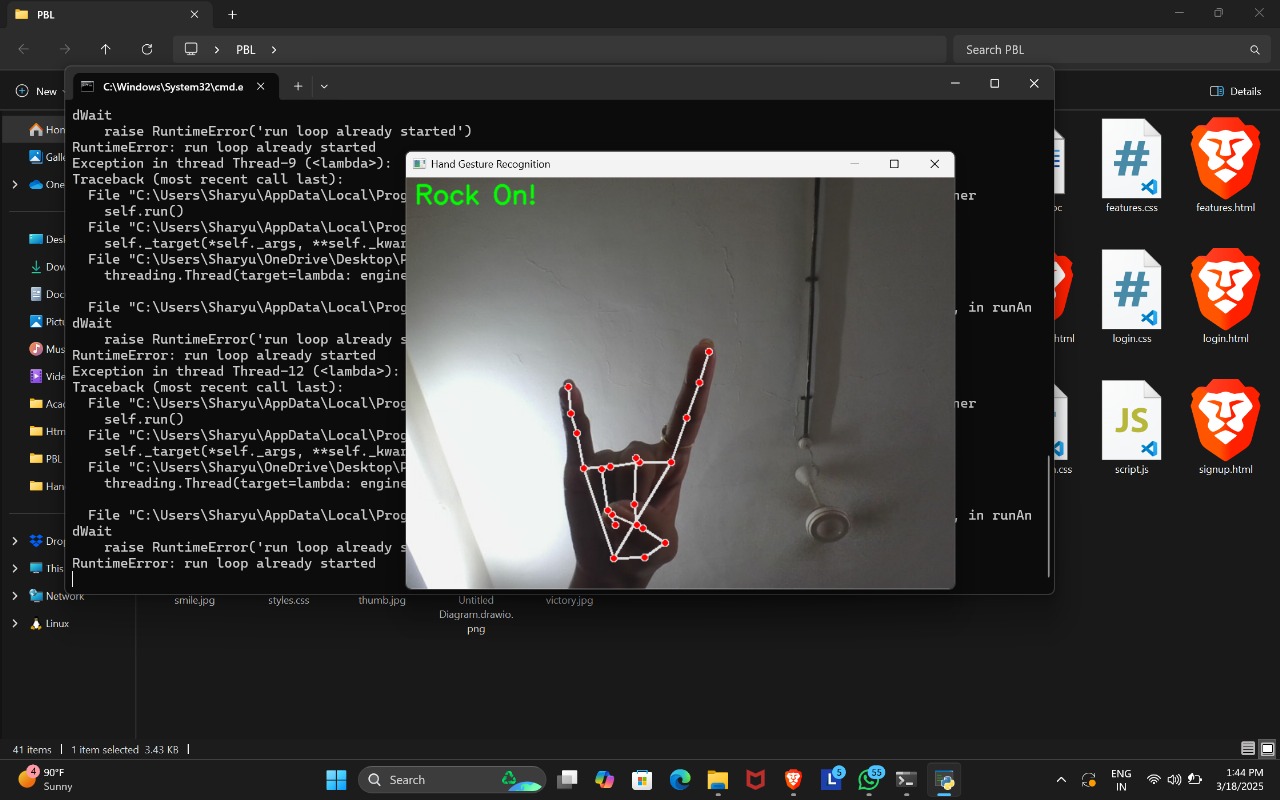 PBL
PBL
Search PBL
New
Details
C:\Windows\System32\cmd.e
dWait
raise RuntimeError('run loop already started')
RuntimeError: run loop already started
Exception in thread Thread-9 (<lambda>):
Traceback (most recent call last):
File "C:\Users\Sharyu\AppData\Local\Prog
ner
self.run()
File "C:\Users\Sharyu\AppData\Local\Prog
self._target(*self._args, **self._kwar
File "C:\Users\Sharyu\OneDrive\Desktop\P
threading.Thread(target=lambda: engine
File "C:\Users\Sharyu\AppData\Local\Prog
, in runAn
dWait
raise RuntimeError('run loop already s
RuntimeError: run loop already started
Exception in thread Thread-12 (<lambda>):
Traceback (most recent call last):
File "C:\Users\Sharyu\AppData\Local\Prog
ner
self.run()
File "C:\Users\Sharyu\AppData\Local\Prog
self._target(*self._args, **self._kwar
File "C:\Users\Sharyu\OneDrive\Desktop\P
threading.Thread(target=lambda: engine
File "C:\Users\Sharyu\AppData\Local\Prog
, in runAn
dWait
raise RuntimeError('run loop already s
RuntimeError: run loop already started
Hand Gesture Recognition
Rock On!
Hon
Galle
One
Desk
Dow
Doc
Pictu
Mus
Vide
Aca
Htm
PBL
Han
Drop
This
Network
Linux
oc
features.css
features.html
html
login.css
login.html
n.css
JS
script.js
signup.html
smile.jpg
styles.css
thumb.jpg
Untitled
Diagram.drawio.
png
victory.jpg
41 items
1 item selected 3.43 KB
4
90°F
Sunny
Search
L
5
55
ENG
IN
1:44 PM
3/18/2025